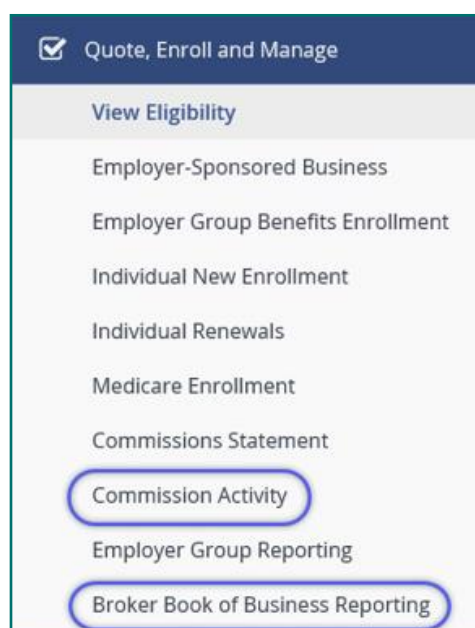 Quote, Enroll and Manage
View Eligibility
Employer-Sponsored Business
Employer Group Benefits Enrollment
Individual New Enrollment
Individual Renewals
Medicare Enrollment
Commissions Statement
Commission Activity
Employer Group Reporting
Broker Book of Business Reporting